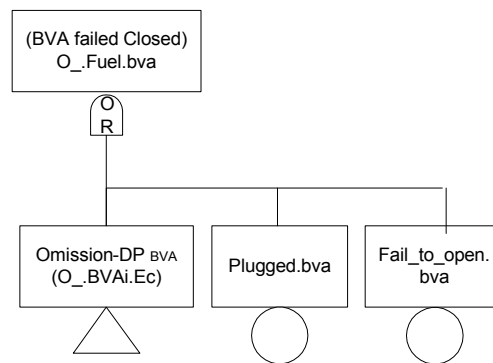 (BVA failed Closed)
O_.Fuel.bva
O
R
Omission-DP BVA
(O_.BVAi.Ec)
Plugged.bva
Fail_to_open.
bva